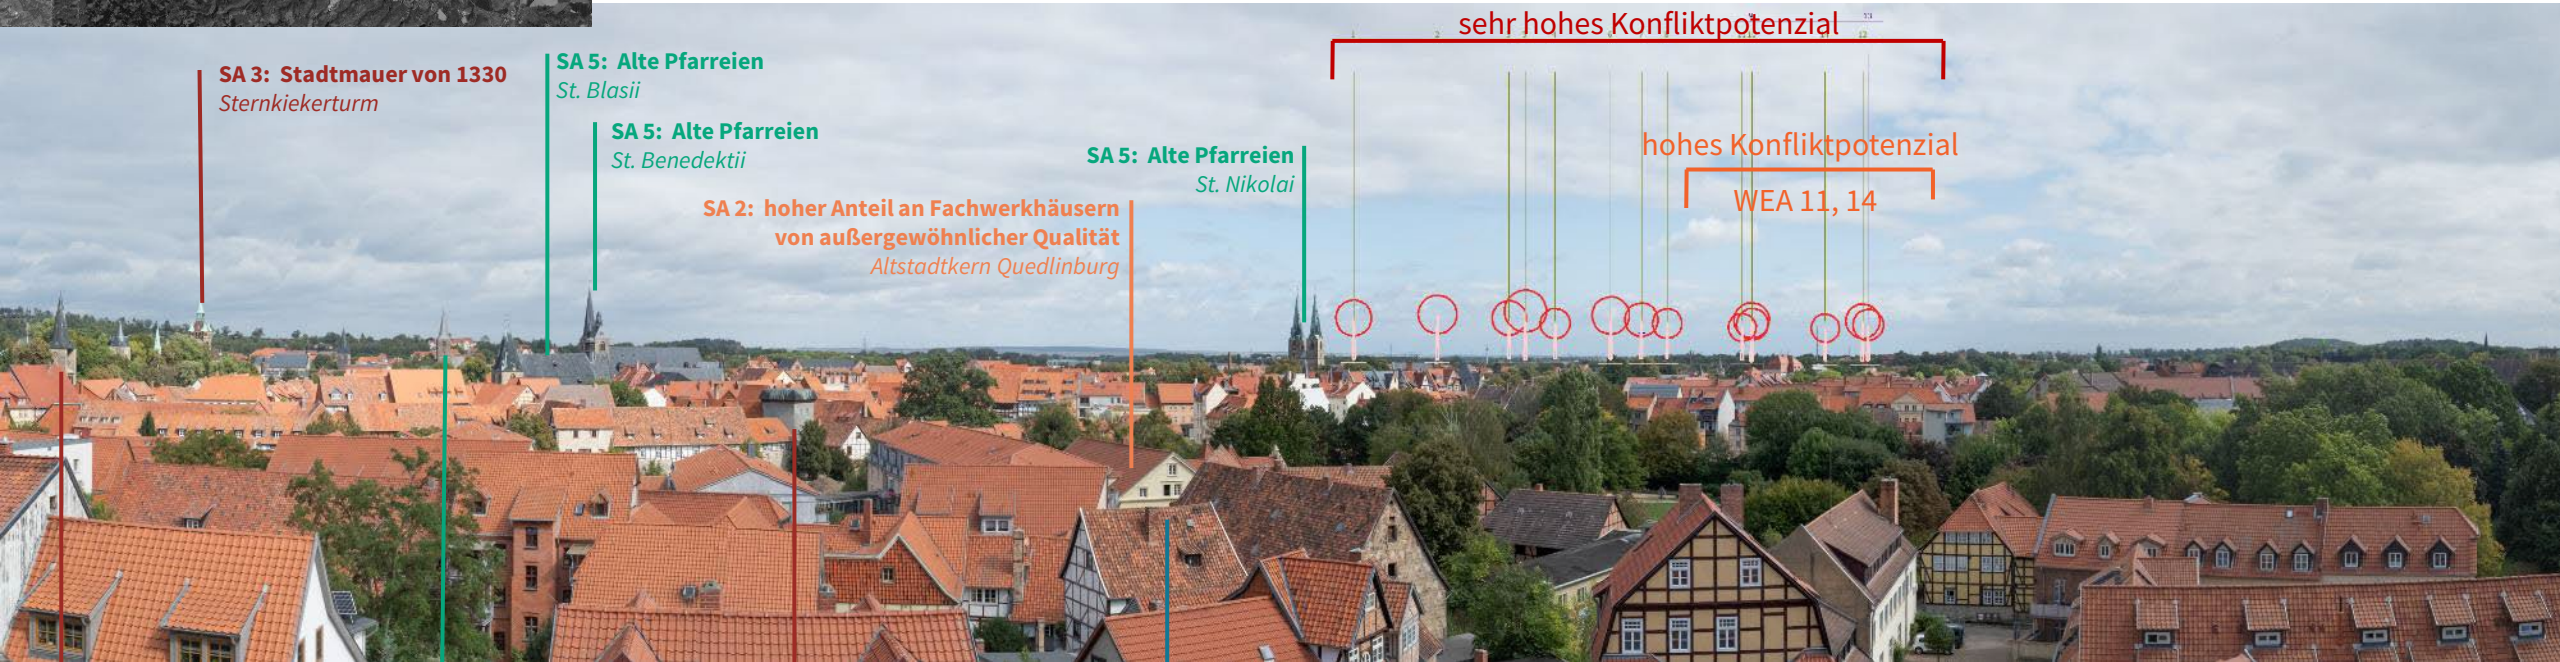 sehr hohes Konfliktpotenzial
13
SA 3: Stadtmauer von 1330
Sternkiekerturm
SA 5: Alte Pfarreien
St. Blasii
SA 5: Alte Pfarreien
St. Benedektii
SA 5: Alte Pfarreien
St. Nikolai
hohes Konfliktpotenzial
WEA 11, 14
SA 2: hoher Anteil an Fachwerkhäusern
von außergewöhnlicher Qualität
Altstadtkern Quedlinburg